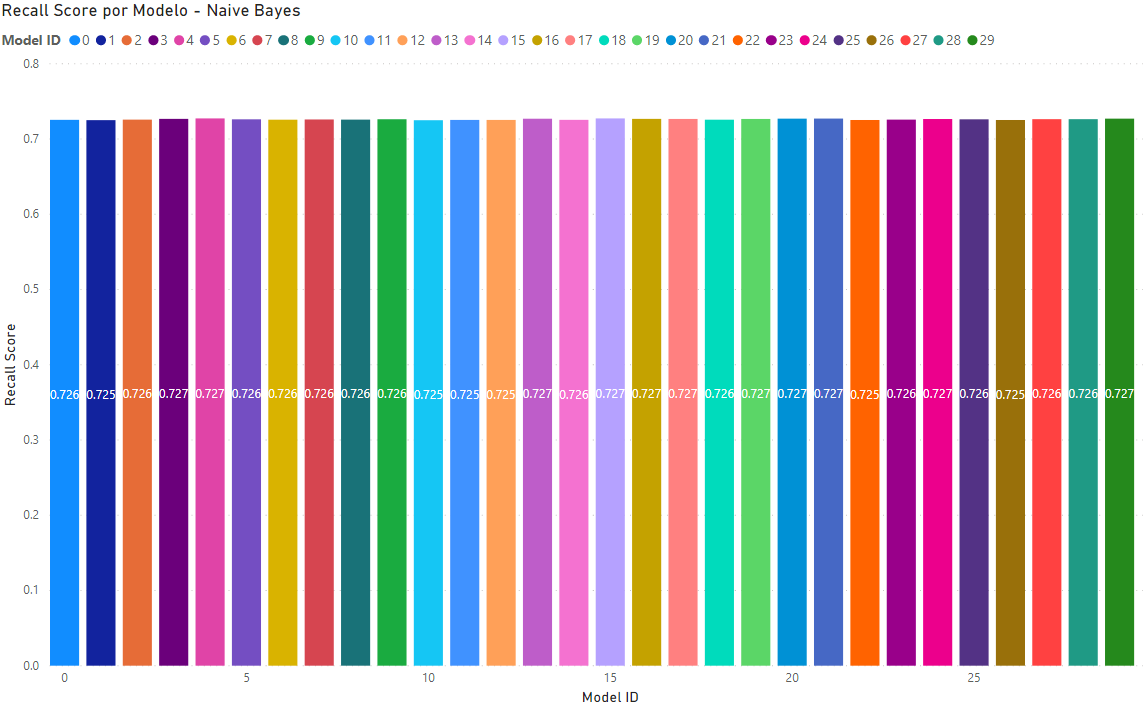 Recall Score por Modelo - Naive Bayes
Model ID 0 1 2 3 4 5 6 7 8 9 10 11 12 13 14 15 16 17 18 19 20 21 22 23 24 25 26 27 28 29
0.8
0.7
0.6
0.5
0.4
0.3
0.2
0.1
0.0
Recall Score
0.726 0.725 0.726 0.727 0.727 0.726 0.726 0.726 0.726 0.726 0.725 0.725 0.725 0.727 0.726 0.727 0.727 0.727 0.726 0.727 0.727 0.727 0.725 0.726 0.727 0.726 0.725 0.726 0.726 0.727
0 5 10 15 20 25
Model ID